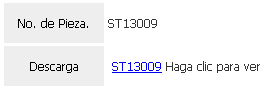 No. de Pieza. ST13009
Descarga ST13009 Haga clic para ver